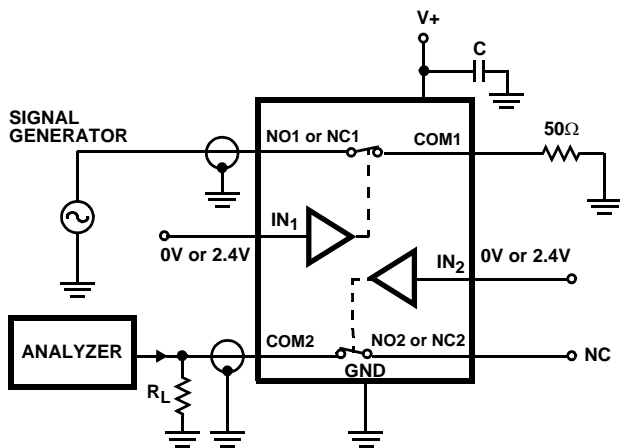 V+
C
SIGNAL
GENERATOR
NO1 or NC1
COM1
50Ω
IN1
0V or 2.4V
IN2
0V or 2.4V
ANALYZER
COM2
NO2 or NC2
NC
GND
RL